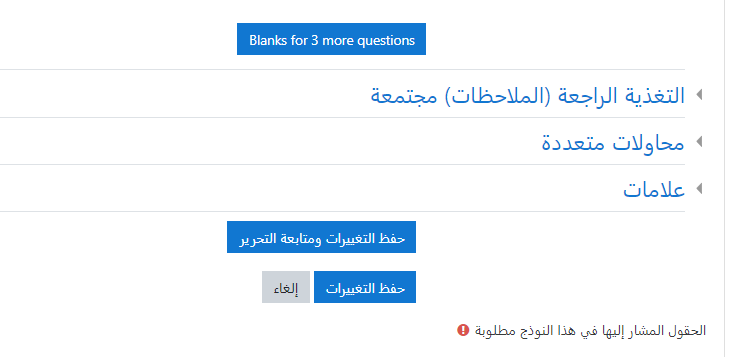 Blanks for 3 more questions
التغذية الراجعة (الملاحظات) مجتمعة
محاولات متعددة
علامات
حفظ التغييرات ومتابعة التحرير
حفظ التغييرات إلغاء
الحقول المشار إليها في هذا النوذج مطلوبة